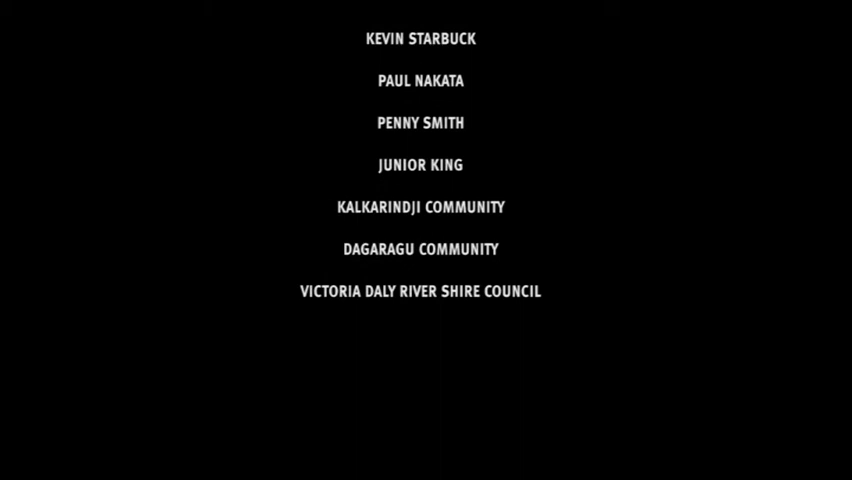 KEVIN STARBUCK
PAUL NAKATA
PENNY SMITH
JUNIOR KING
KALKARINDJI COMMUNITY
DAGARAGU COMMUNITY
VICTORIA DALY RIVER SHIRE COUNCIL